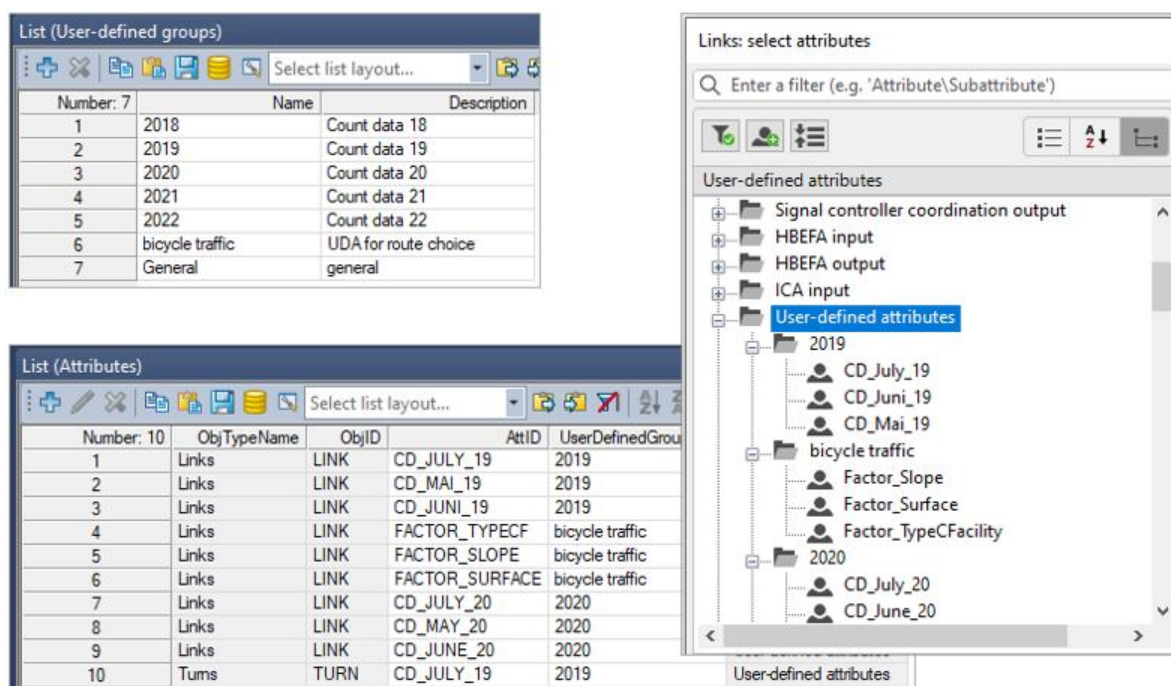 List (User-defined groups)
Select list layout...
Number: 7 Name Description
1 2018 Count data 18
2 2019 Count data 19
3 2020 Count data 20
4 2021 Count data 21
5 2022 Count data 22
6 bicycle traffic UDA for route choice
7 General general
List (Attributes)
Select list layout...
Number: 10 ObjTypeName ObjID AttID UserDefinedGrou
1 Links LINK CD_JULY_19 2019
2 Links LINK CD_MAI_19 2019
3 Links LINK CD_JUNI_19 2019
4 Links LINK FACTOR_TYPECF bicycle traffic
5 Links LINK FACTOR_SLOPE bicycle traffic
6 Links LINK FACTOR_SURFACE bicycle traffic
7 Links LINK CD_JULY_20 2020
8 Links LINK CD_MAY_20 2020
9 Links LINK CD_JUNE_20 2020
10 Turns TURN CD_JULY_19 2019 User-defined attributes
Links: select attributes
Enter a filter (e.g. 'Attribute\Subattribute')
User-defined attributes
Signal controller coordination output
HBEFA input
HBEFA output
ICA input
User-defined attributes
2019
CD_July_19
CD_Juni_19
CD_Mai_19
bicycle traffic
Factor_Slope
Factor_Surface
Factor_TypeCFacility
2020
CD_July_20
CD_June_20